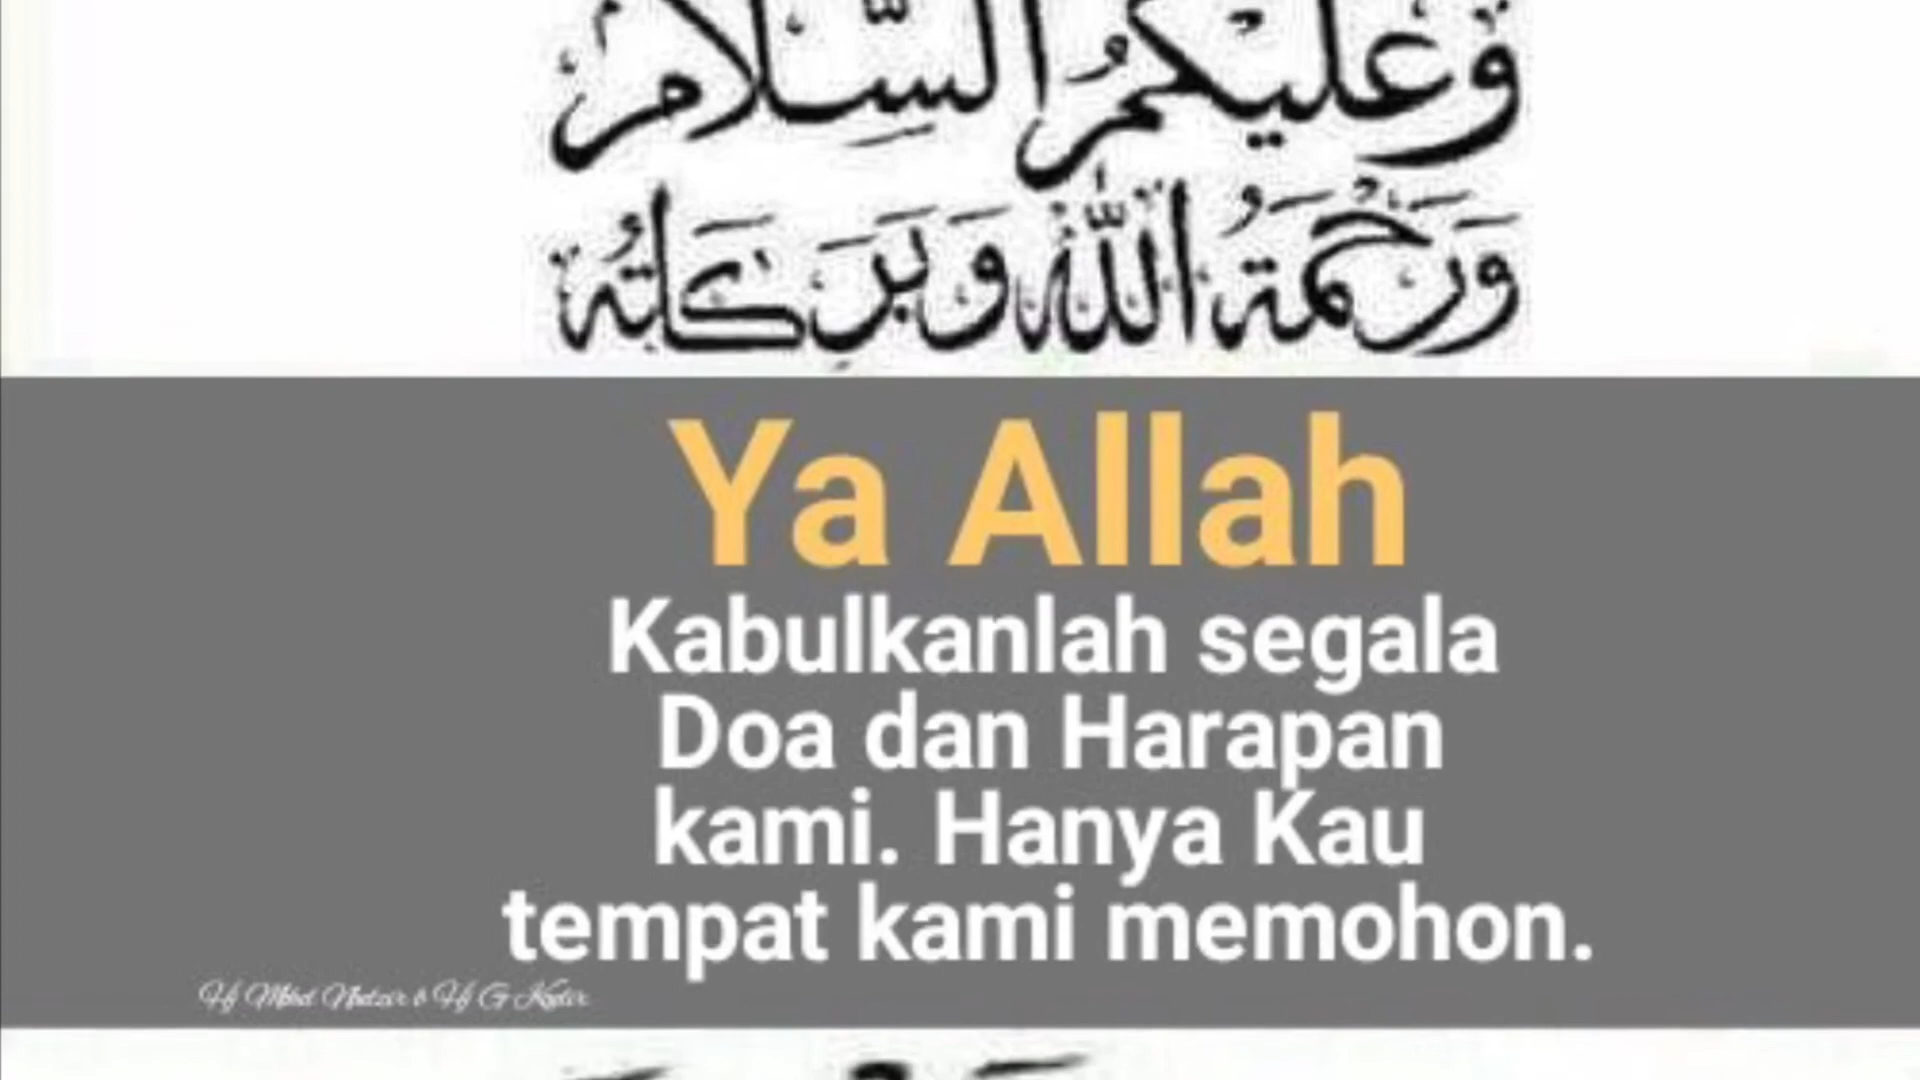 وَعَلَيْكُمُ السَّلَامُ
وَرَحْمَةُ اللهِ وَبَرَكَاتُهُ
Ya Allah
Kabulkanlah segala
Doa dan Harapan
kami. Hanya Kau
tempat kami memohon.